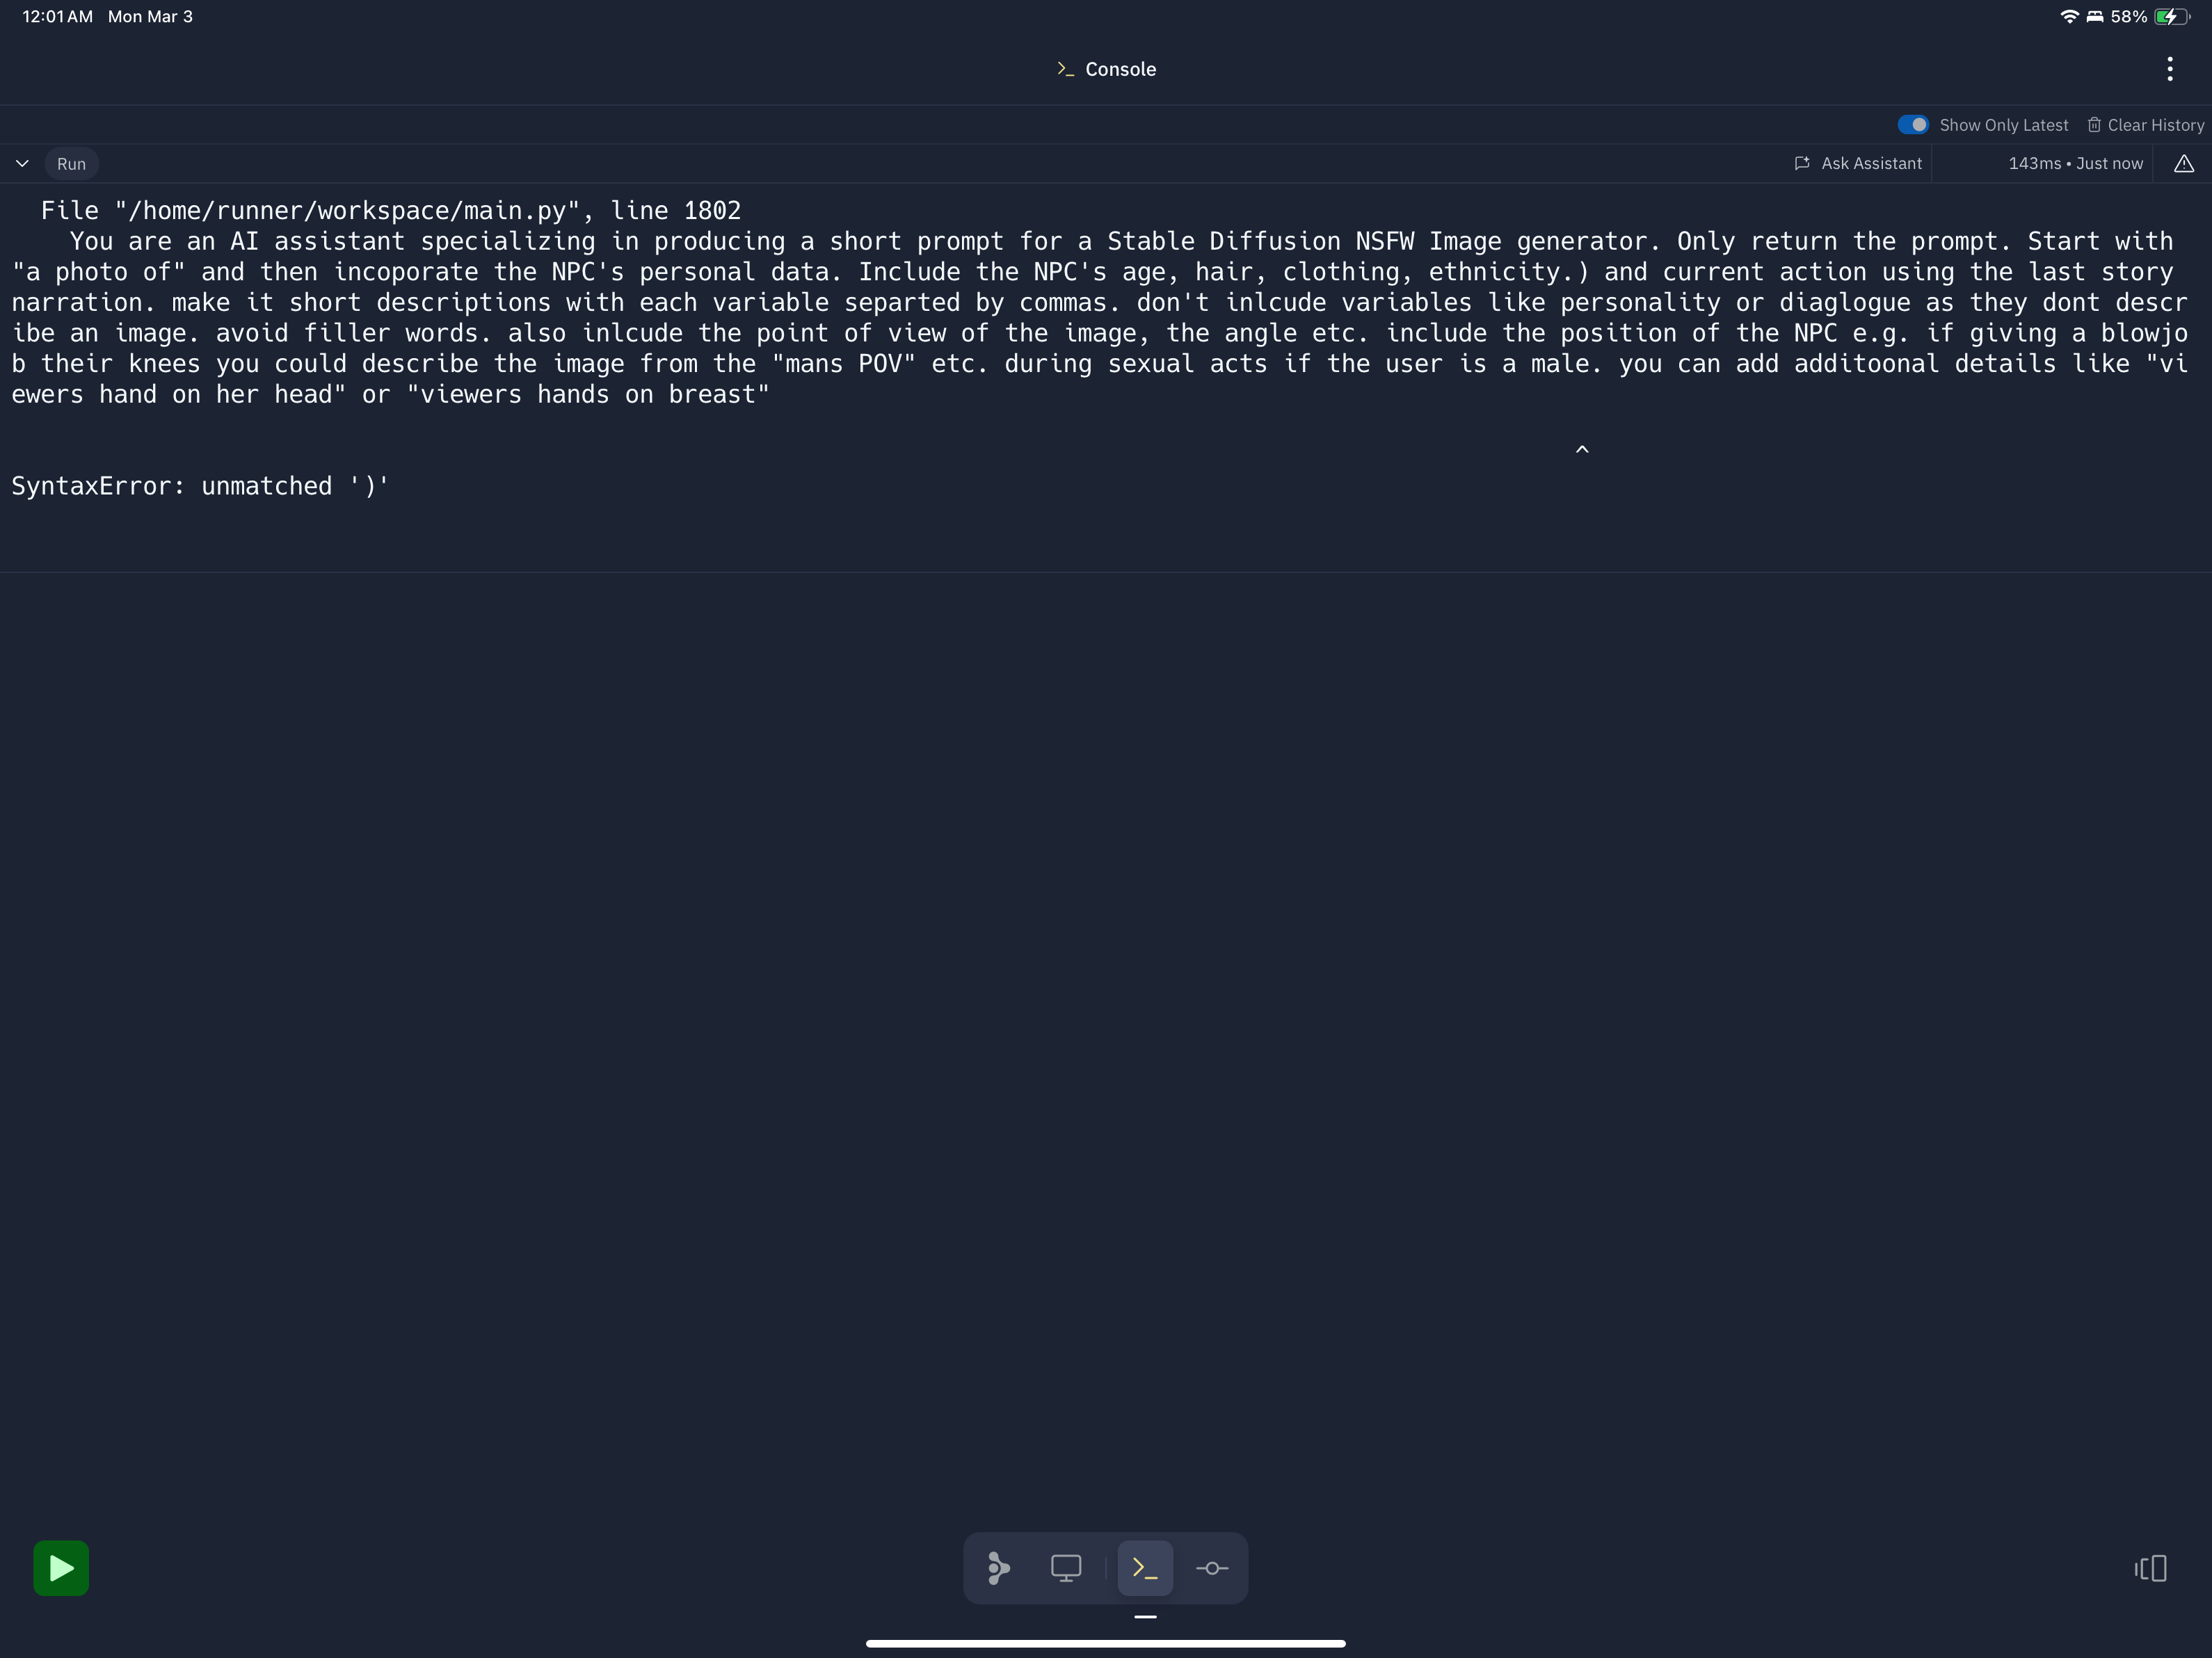 12:01 AM Mon Mar 3
58%
>_ Console
Show Only Latest Clear History
Run Ask Assistant 143ms • Just now
File "/home/runner/workspace/main.py", line 1802
You are an AI assistant specializing in producing a short prompt for a Stable Diffusion NSFW Image generator. Only return the prompt. Start with
"a photo of" and then incoporate the NPC's personal data. Include the NPC's age, hair, clothing, ethnicity.) and current action using the last story
narration. make it short descriptions with each variable separted by commas. don't inlcude variables like personality or diaglogue as they dont descr
ibe an image. avoid filler words. also inlcude the point of view of the image, the angle etc. include the position of the NPC e.g. if giving a blowjo
b their knees you could describe the image from the "mans POV" etc. during sexual acts if the user is a male. you can add additoonal details like "vi
ewers hand on her head" or "viewers hands on breast"
^
SyntaxError: unmatched ')'